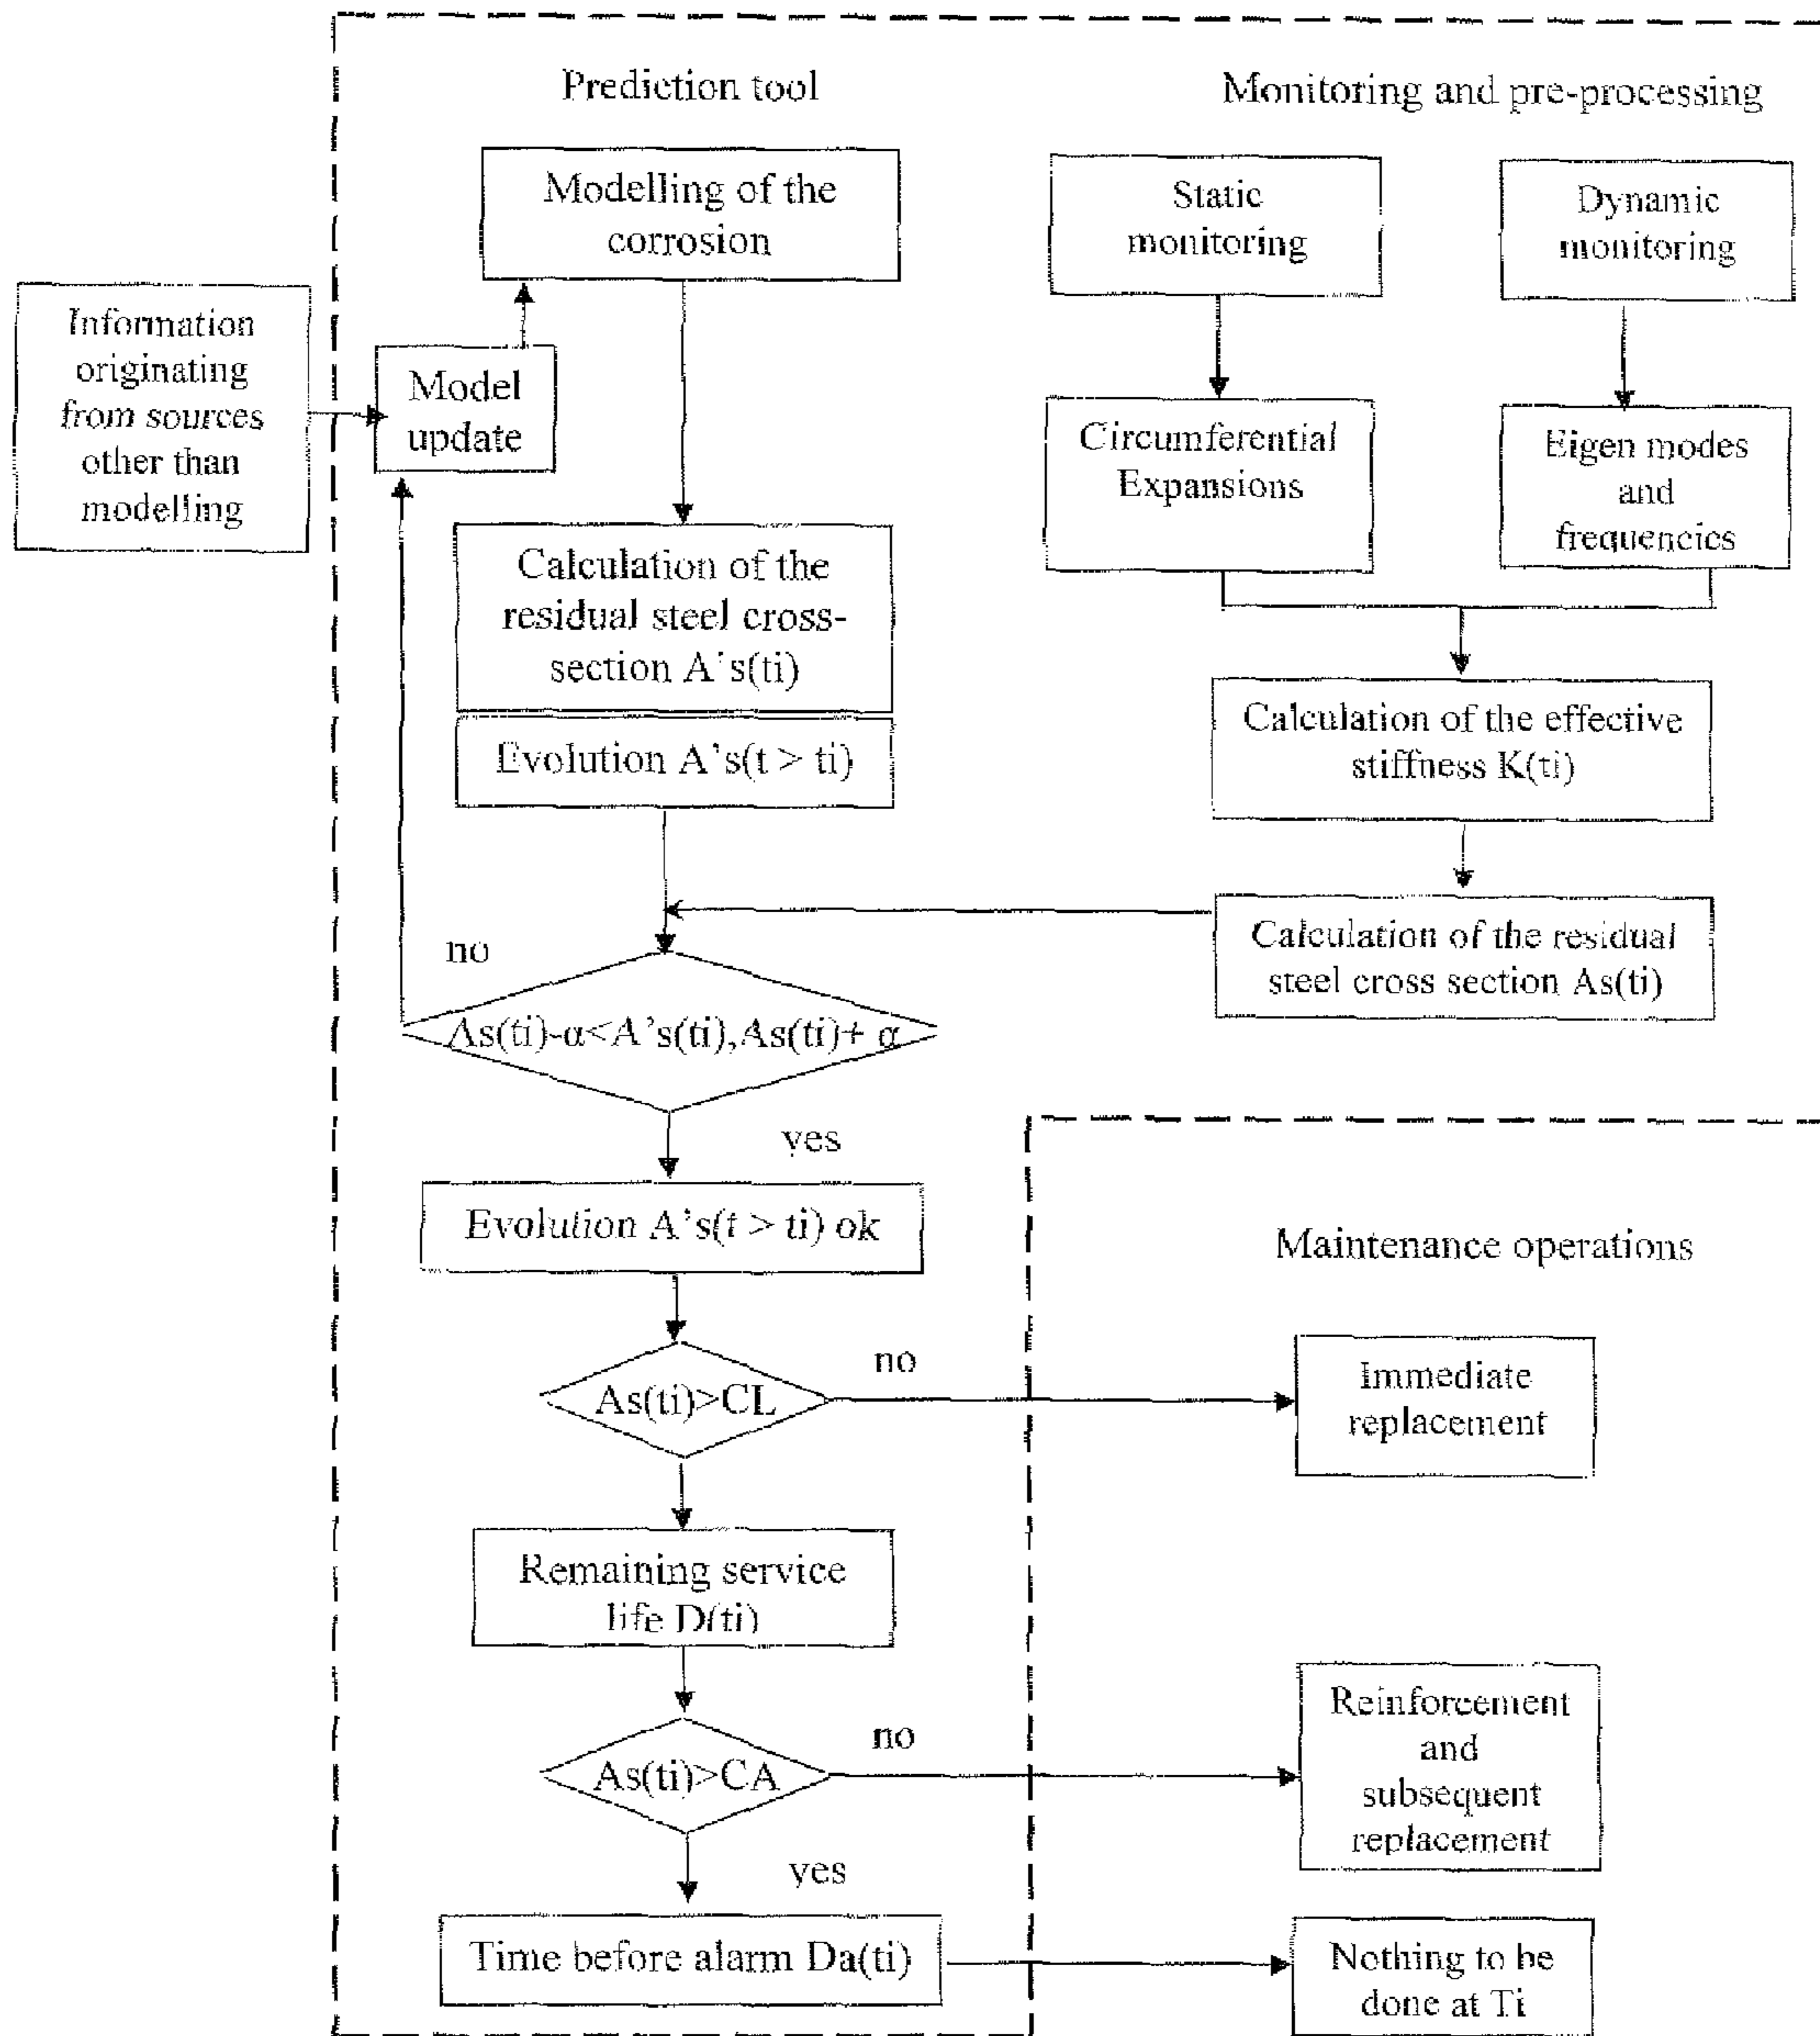 Prediction tool
Monitoring and pre-processing
Modelling of the
corrosion
Static
monitoring
Dynamic
monitoring
Information
originating
from sources
other than
modelling
Model
update
Circumferential
Expansions
Eigen modes
and
frequencies
Calculation of the
residual steel cross-
section A's(ti)
Evolution A's(t > ti)
Calculation of the effective
stiffness K(ti)
Calculation of the residual
steel cross section As(ti)
no
As(ti)-α<A's(ti),As(ti)+ α
yes
Evolution A's(t > ti) ok
Maintenance operations
As(ti)>CL
no
Immediate
replacement
Remaining service
life D(ti)
As(ti)>CA
no
Reinforcement
and
subsequent
replacement
yes
Time before alarm Da(ti)
Nothing to be
done at Ti